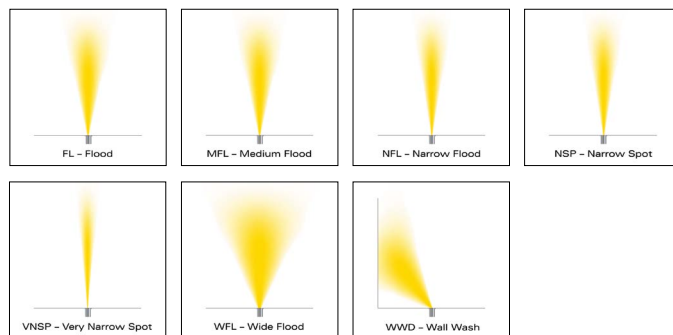 FL – Flood
MFL – Medium Flood
NFL – Narrow Flood
NSP – Narrow Spot
VNSP – Very Narrow Spot
WFL – Wide Flood
WWD – Wall Wash